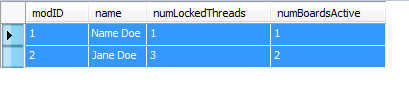 modID name numLockedThreads numBoardsActive
1 Name Doe 1 1
2 Jane Doe 3 2